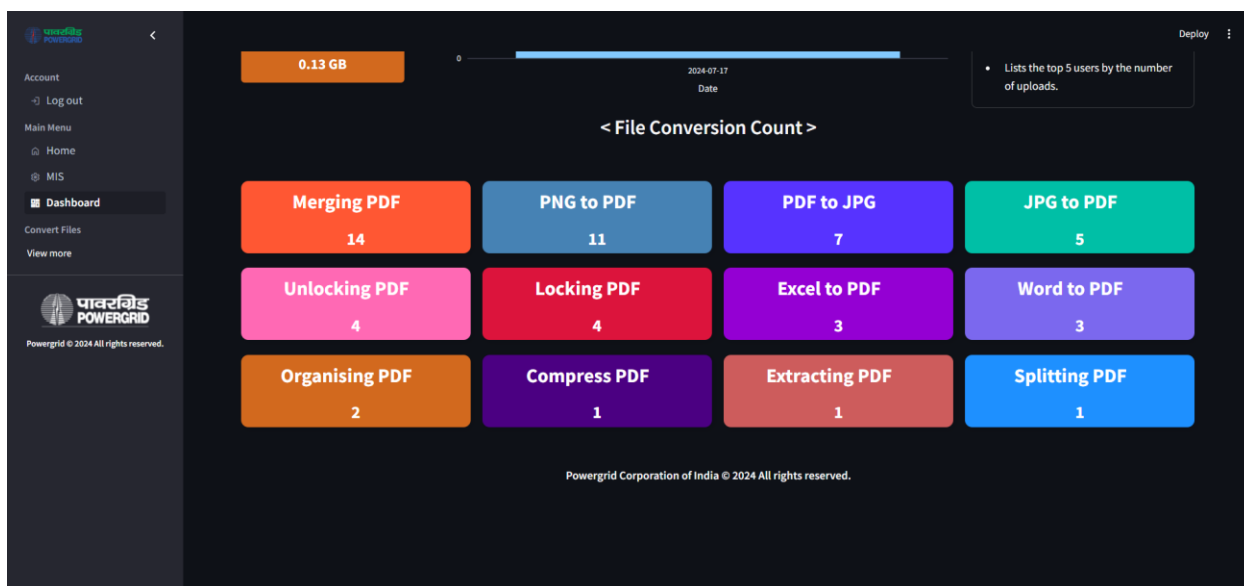 पावरग्रिड
POWERGRID
Account
Log out
Main Menu
Home
MIS
Dashboard
Convert Files
View more
पावरग्रिड
POWERGRID
Powergrid © 2024 All rights reserved.
Deploy
0.13 GB
0
2024-07-17
Date
Lists the top 5 users by the number
of uploads.
< File Conversion Count >
Merging PDF
14
PNG to PDF
11
PDF to JPG
7
JPG to PDF
5
Unlocking PDF
4
Locking PDF
4
Excel to PDF
3
Word to PDF
3
Organising PDF
2
Compress PDF
1
Extracting PDF
1
Splitting PDF
1
Powergrid Corporation of India © 2024 All rights reserved.